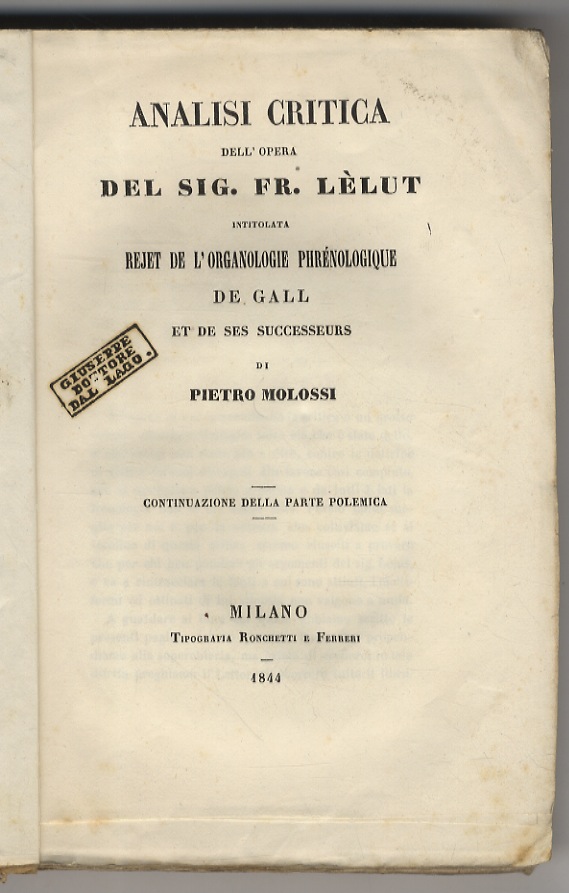 ANALISI CRITICA
DELL' OPERA
DEL SIG. FR. LÈLUT
INTITOLATA
REJET DE L'ORGANOLOGIE PHRÉNOLOGIQUE
DE GALL
ET DE SES SUCCESSEURS
DI
PIETRO MOLOSSI
GIUSEPPE
DOTTORE
DAL LAGO.
CONTINUAZIONE DELLA PARTE POLEMICA
MILANO
TIPOGRAFIA RONCHETTI E FERRERI
1844